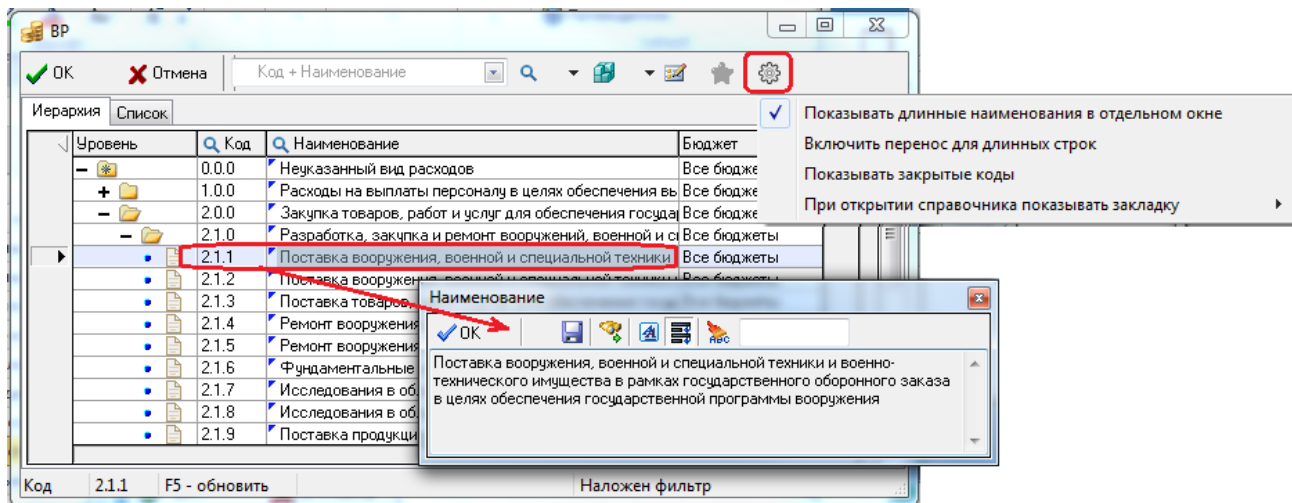 ВР
ОК Отмена Код + Наименование
Иерархия Список
Показывать длинные наименования в отдельном окне
Включить перенос для длинных строк
Показывать закрытые коды
При открытии справочника показывать закладку
Уровень Код Наименование Бюджет
0.0.0 Неуказанный вид расходов Все бюдже
1.0.0 Расходы на выплаты персоналу в целях обеспечения вы Все бюдже
2.0.0 Закупка товаров, работ и услуг для обеспечения госуда Все бюдже
2.1.0 Разработка, закупка и ремонт вооружений, военной и с Все бюджеты
2.1.1 Поставка вооружения, военной и специальной техники Все бюджеты
2.1.2 Поставка вооружения, военной и специальной техники Все бюджеты
2.1.3 Поставка товаров,
2.1.4 Ремонт вооружения
2.1.5 Ремонт вооружения
2.1.6 Фундаментальные
2.1.7 Исследования в об
2.1.8 Исследования в об
2.1.9 Поставка продукци
Наименование
ОК ABC
Поставка вооружения, военной и специальной техники и военно-
технического имущества в рамках государственного оборонного заказа
в целях обеспечения государственной программы вооружения
Код 2.1.1 F5 - обновить Наложен фильтр